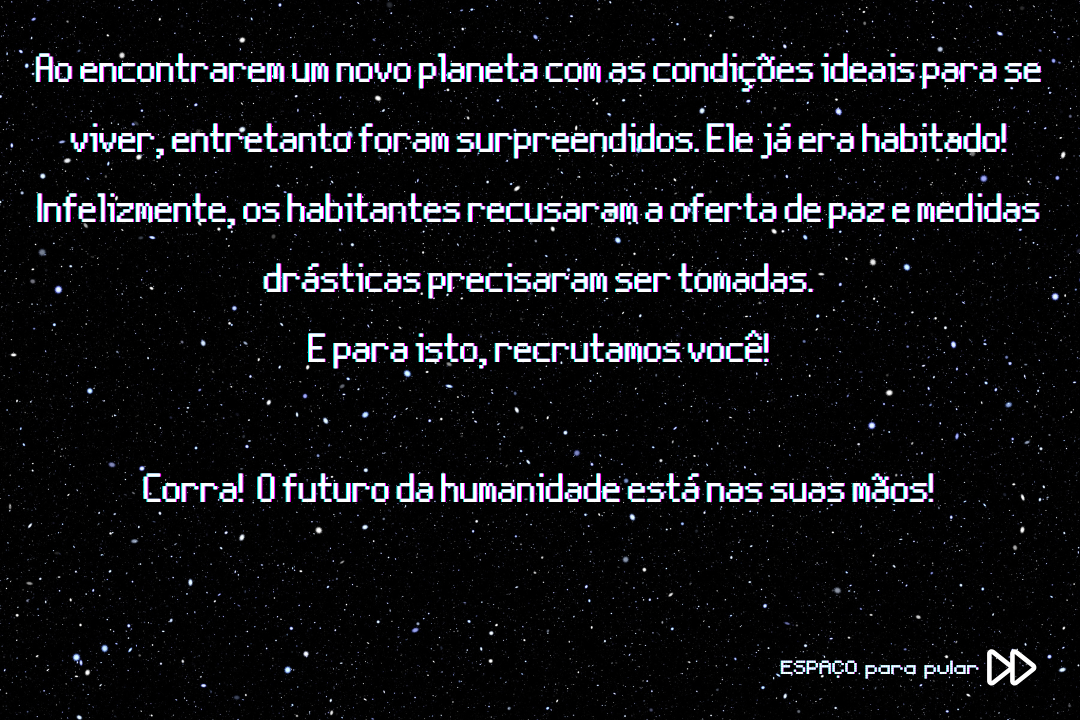 Ao encontrarem um novo planeta com as condições ideais para se
viver, entretanto foram surpreendidos. Ele já era habitado!
Infelizmente, os habitantes recusaram a oferta de paz e medidas
drásticas precisaram ser tomadas.
E para isto, recrutamos você!
Corra! O futuro da humanidade está nas suas mãos!
ESPAÇO para pular